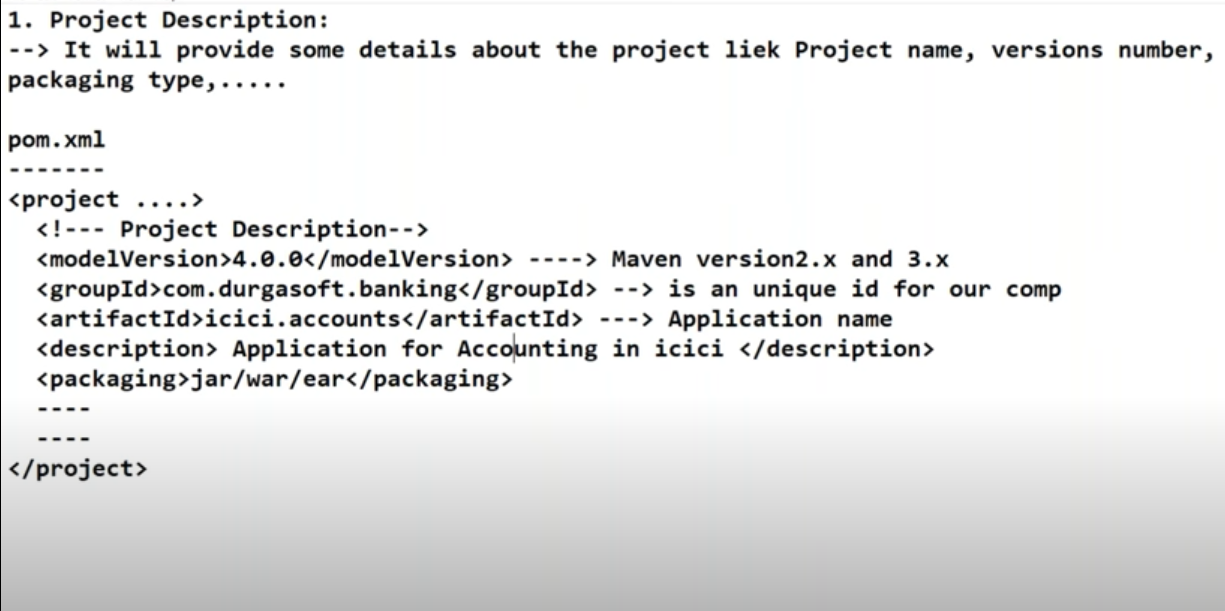 1. Project Description:
--> It will provide some details about the project liek Project name, versions number,
packaging type,.....
pom.xml
-------
<project ....>
<!--- Project Description-->
<modelVersion>4.0.0</modelVersion> ----> Maven version2.x and 3.x
<groupId>com.durgasoft.banking</groupId> --> is an unique id for our comp
<artifactId>icici.accounts</artifactId> ---> Application name
<description> Application for Accounting in icici </description>
<packaging>jar/war/ear</packaging>
----
----
</project>